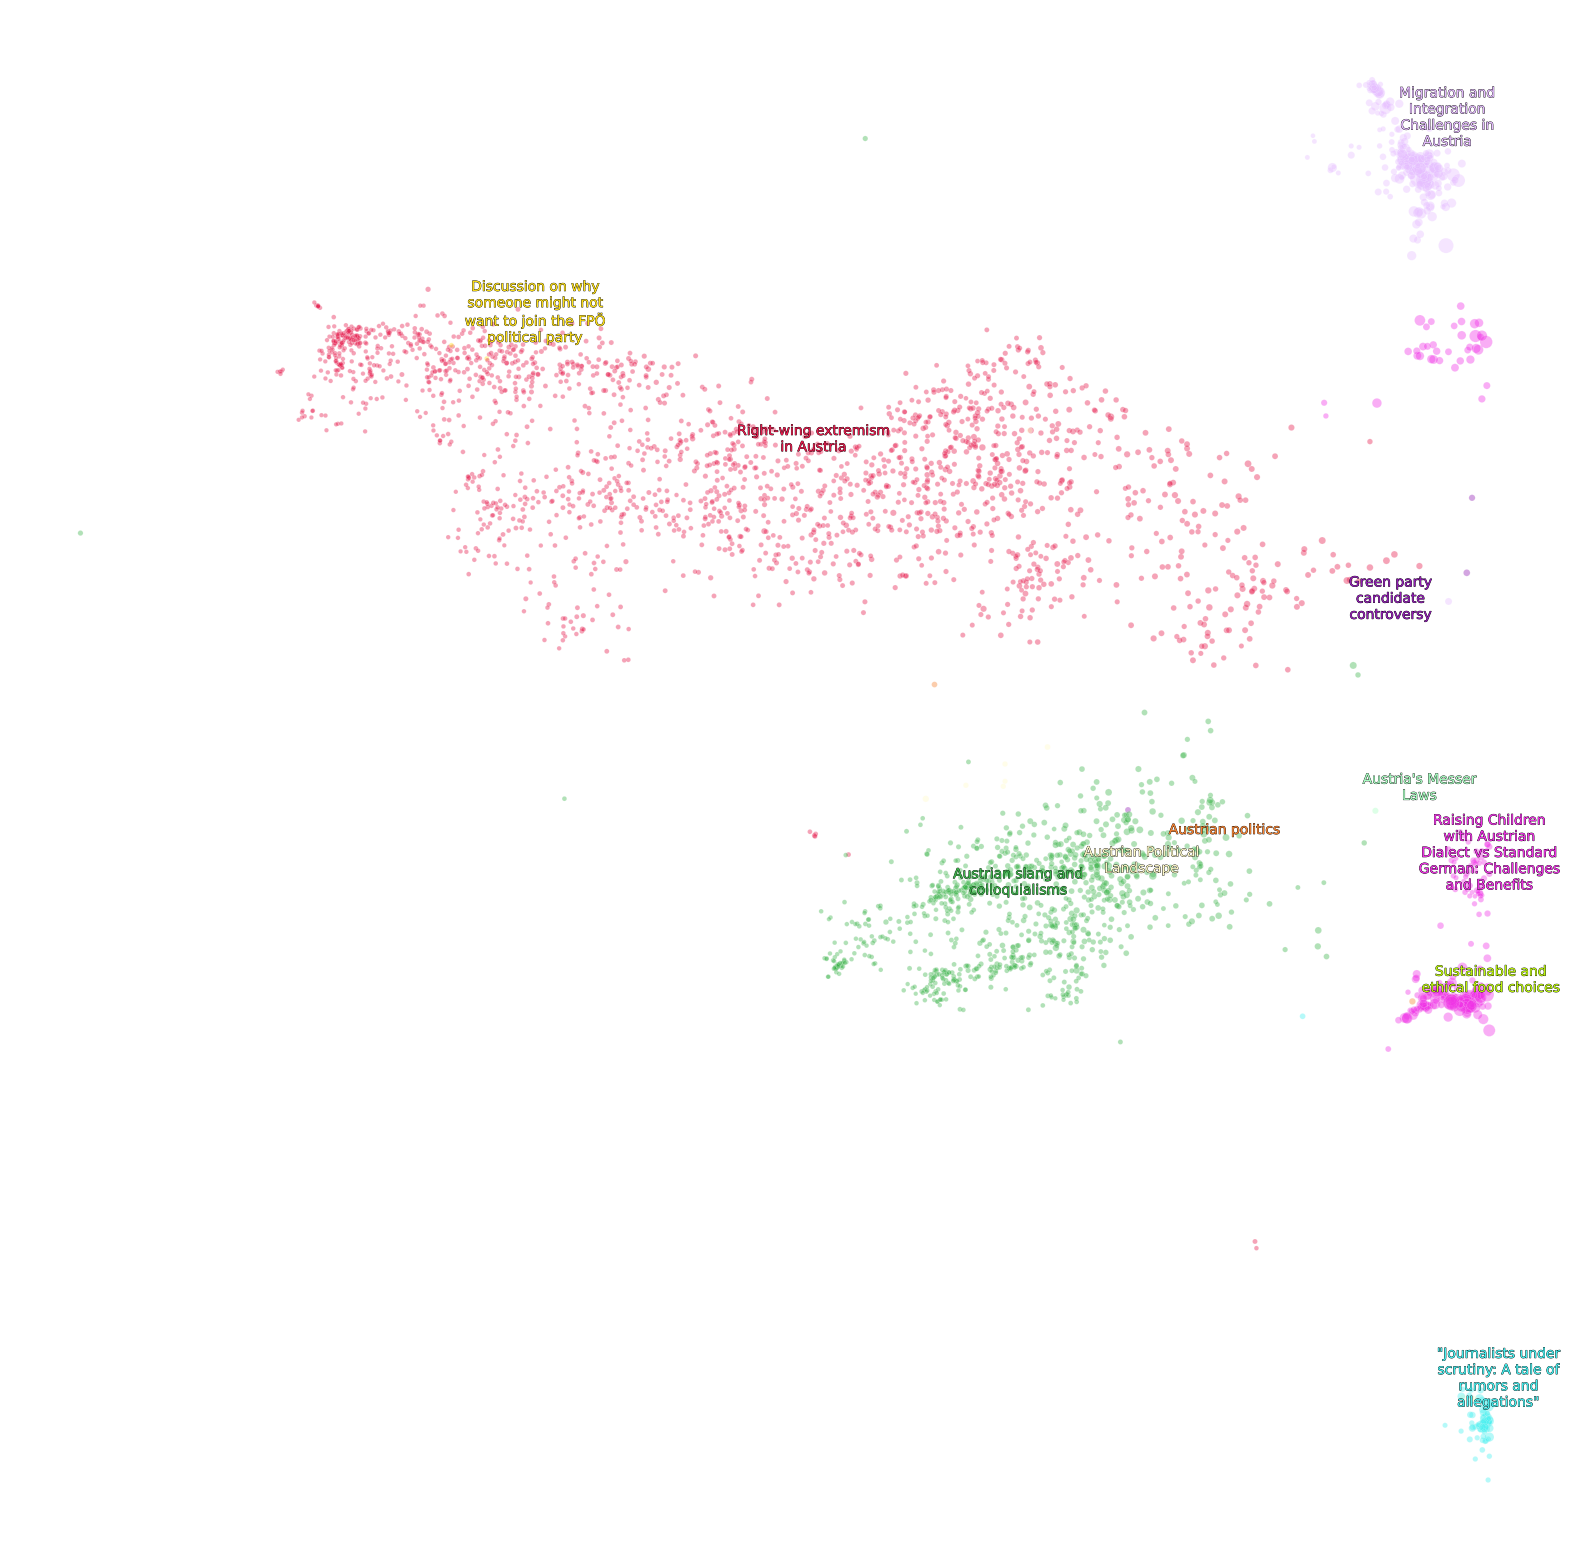 Migration and
Integration
Challenges in
Austria
Discussion on why
someone might not
want to join the FPÖ
political party
Right-wing extremism
in Austria
Green party
candidate
controversy
Austria's Messer
Laws
Raising Children
with Austrian
Dialect vs Standard
German: Challenges
and Benefits
Austrian politics
Austrian Political
Landscape
Austrian slang and
colloquialisms
Sustainable and
ethical food choices
"Journalists under
scrutiny: A tale of
rumors and
allegations"